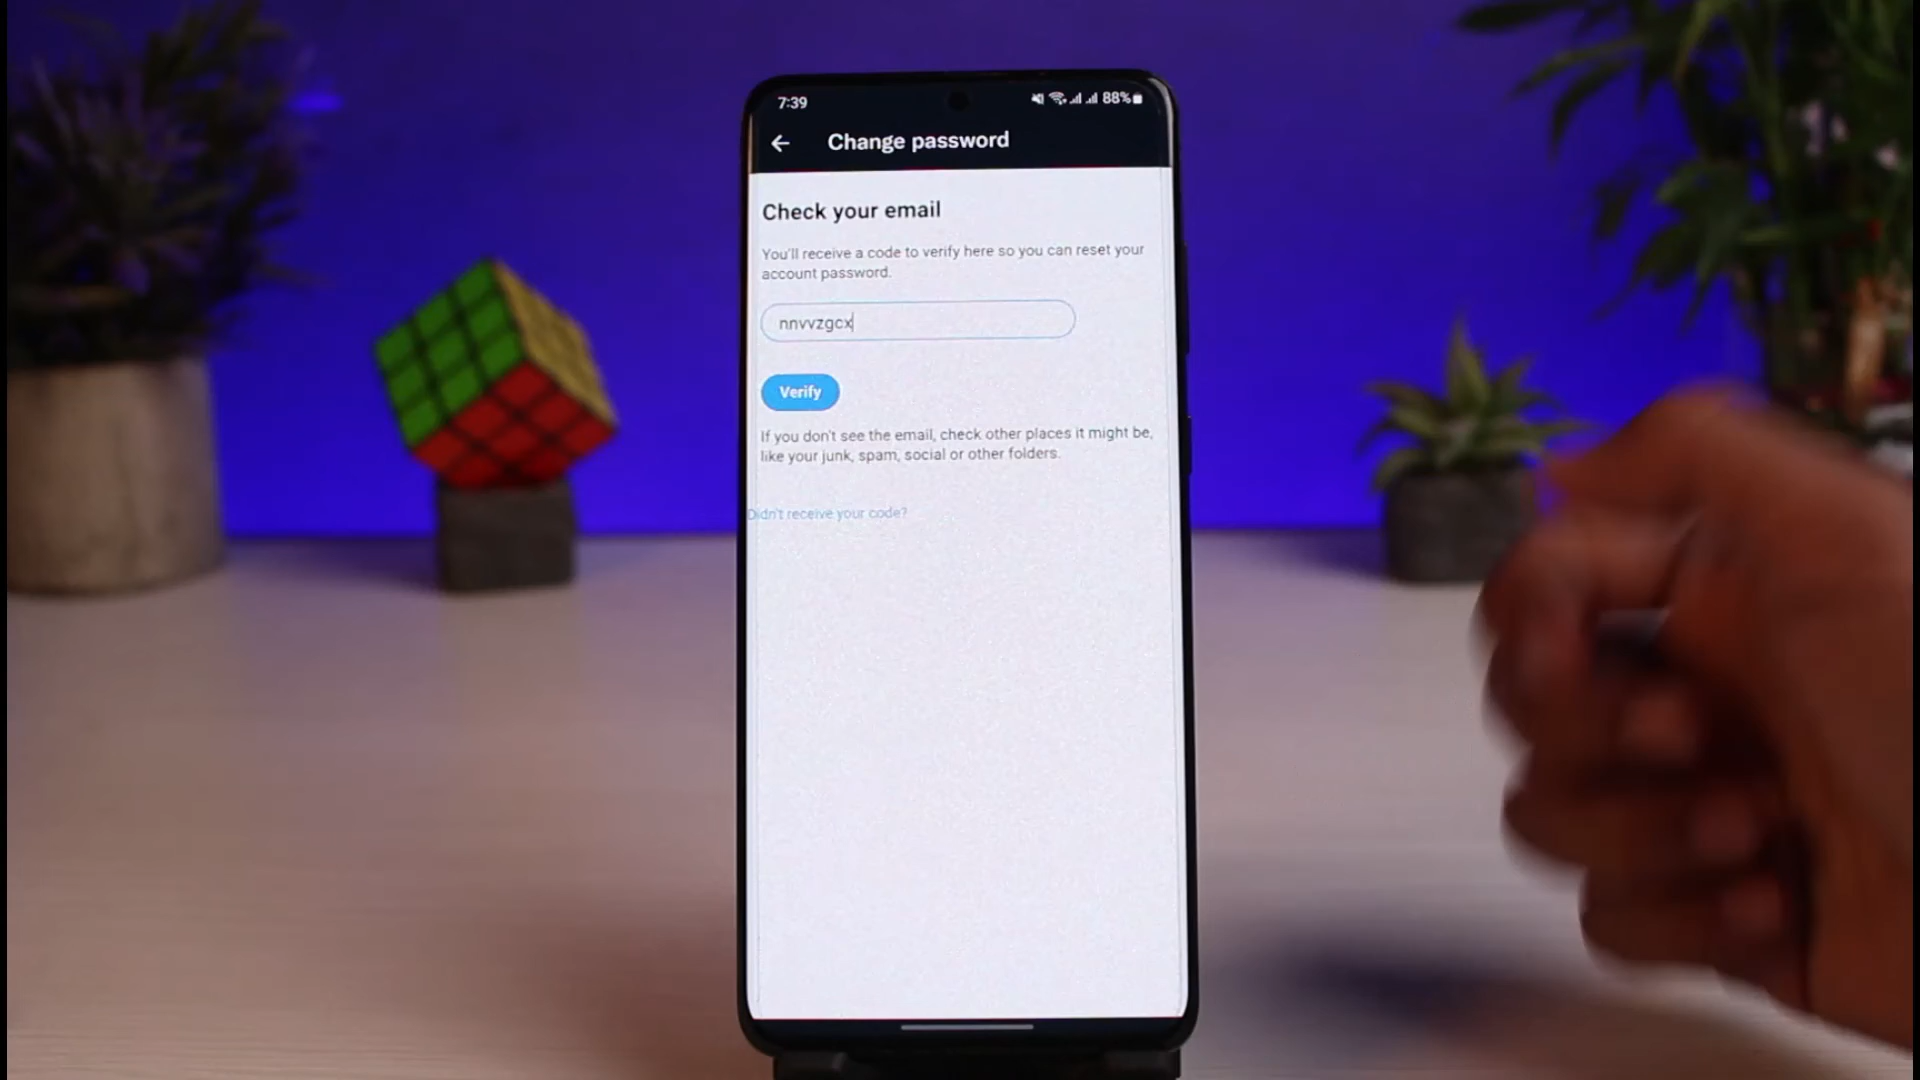 7:39
88%
Change password
Check your email
You'll receive a code to verify here so you can reset your
account password.
nnvvzgcx
Verify
If you don't see the email, check other places it might be,
like your junk, spam, social or other folders.
Didn't receive your code?